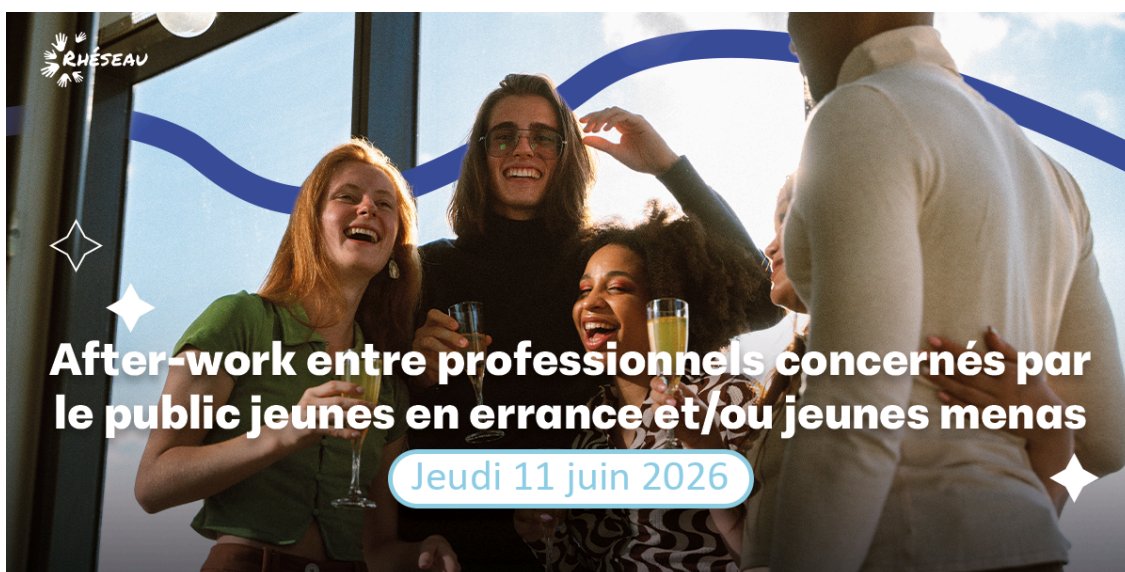 RHÉSEAU
After-work entre professionnels concernés par
le public jeunes en errance et/ou jeunes menas
Jeudi 11 juin 2026